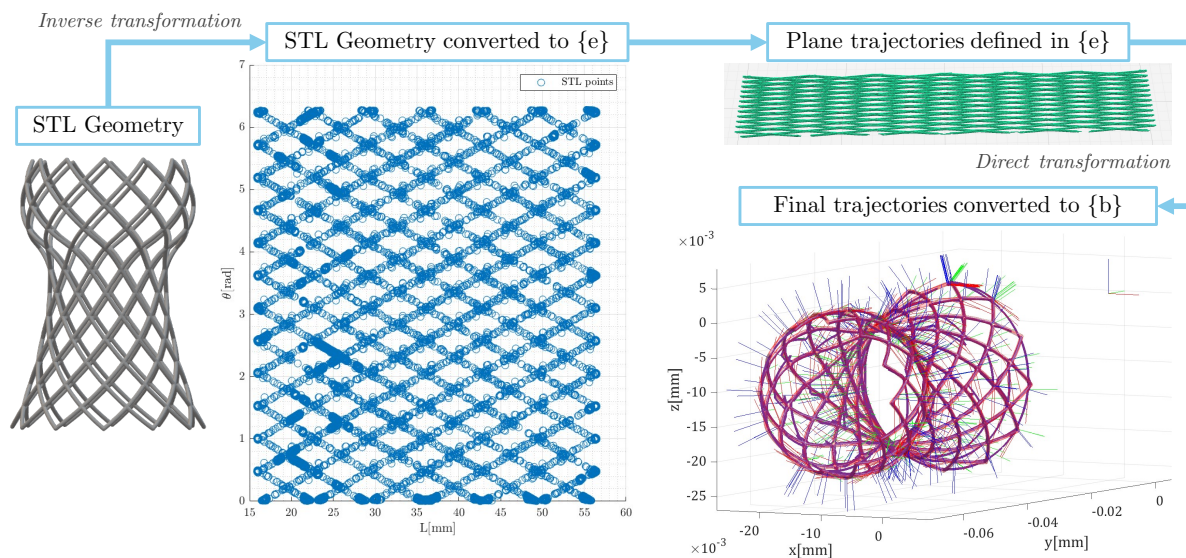 Inverse transformation
STL Geometry converted to {e}
Plane trajectories defined in {e}
STL Geometry
STL points
7
6
5
4
3
2
1
0
θ[rad]
15 20 25 30 35 40 45 50 55 60
L[mm]
Direct transformation
Final trajectories converted to {b}
×10⁻³
5
0
-5
-10
-15
-20
-25
z[mm]
-20 -10 0
×10⁻³
x[mm]
-0.06 -0.04 -0.02 0
y[mm]